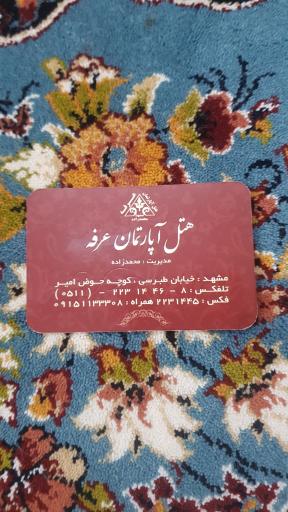 هتل آپارتمان عرفه
مدیریت : محمدزاده
مشهد : خیابان طبرسی ، کوچه حوض امیر
تلفکس : ۸ - ۴۶ ۱۴ ۲۲۳ - ( ۰۵۱۱ )
فکس : ۲۲۳۱۴۴۵ همراه : ۰۹۱۵۱۱۳۳۳۰۸